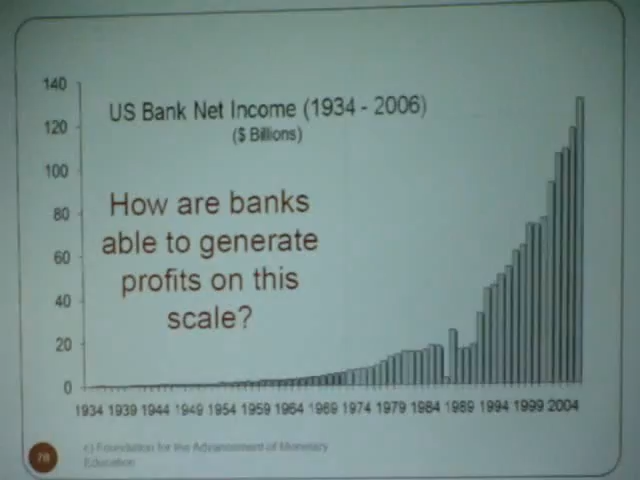 140
US Bank Net Income (1934 - 2006)
120
($ Billions)
100
How are banks
80
able to generate
60
profits on this
40
scale?
20
0
1934 1939 1944 1949 1954 1959 1964 1969 1974 1979 1984 1989 1994 1999 2004
78
c) Foundation for the Advancement of Monetary
Education